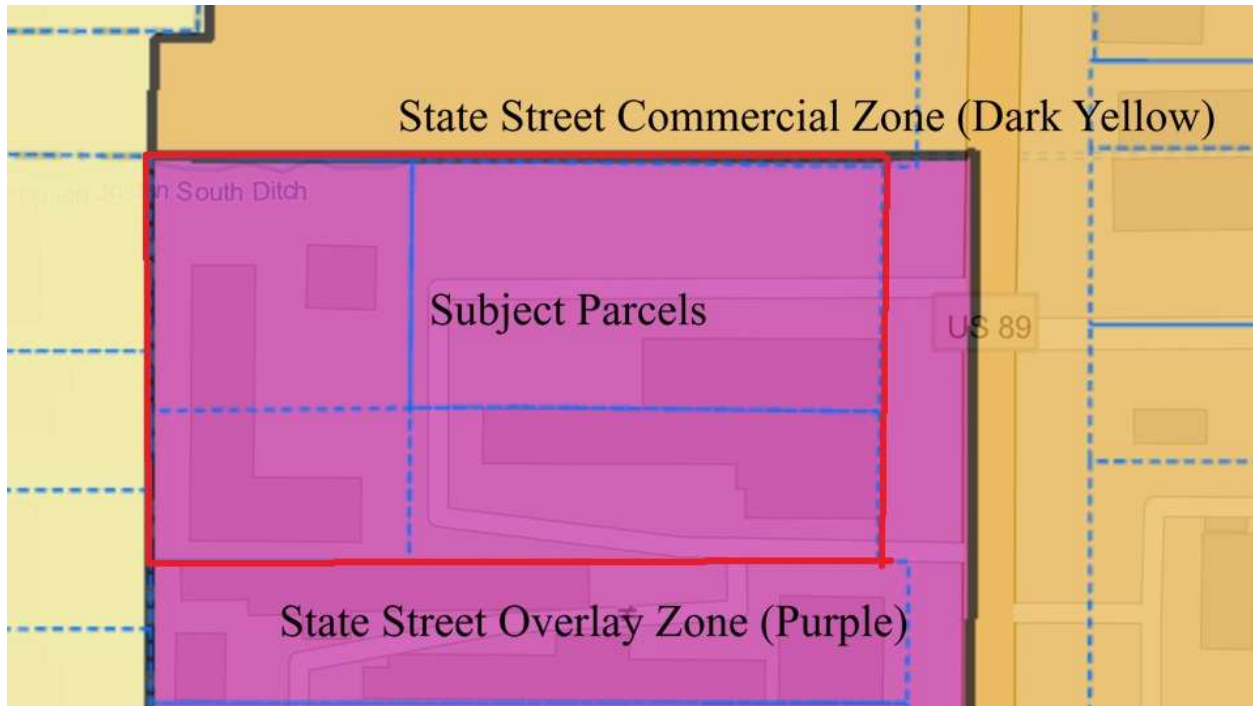 State Street Commercial Zone (Dark Yellow)
South Ditch
Subject Parcels
US 89
State Street Overlay Zone (Purple)